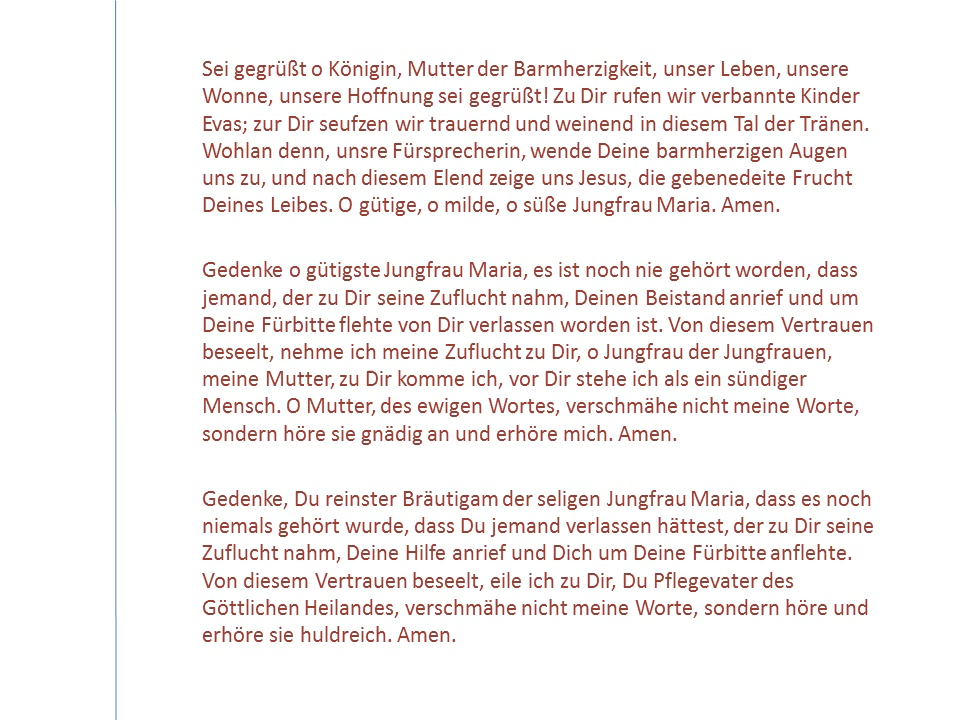 Sei gegrüßt o Königin, Mutter der Barmherzigkeit, unser Leben, unsere
Wonne, unsere Hoffnung sei gegrüßt! Zu Dir rufen wir verbannte Kinder
Evas; zur Dir seufzen wir trauernd und weinend in diesem Tal der Tränen.
Wohlan denn, unsre Fürsprecherin, wende Deine barmherzigen Augen
uns zu, und nach diesem Elend zeige uns Jesus, die gebenedeite Frucht
Deines Leibes. O gütige, o milde, o süße Jungfrau Maria. Amen.
Gedenke o gütigste Jungfrau Maria, es ist noch nie gehört worden, dass
jemand, der zu Dir seine Zuflucht nahm, Deinen Beistand anrief und um
Deine Fürbitte flehte von Dir verlassen worden ist. Von diesem Vertrauen
beseelt, nehme ich meine Zuflucht zu Dir, o Jungfrau der Jungfrauen,
meine Mutter, zu Dir komme ich, vor Dir stehe ich als ein sündiger
Mensch. O Mutter, des ewigen Wortes, verschmähe nicht meine Worte,
sondern höre sie gnädig an und erhöre mich. Amen.
Gedenke, Du reinster Bräutigam der seligen Jungfrau Maria, dass es noch
niemals gehört wurde, dass Du jemand verlassen hättest, der zu Dir seine
Zuflucht nahm, Deine Hilfe anrief und Dich um Deine Fürbitte anflehte.
Von diesem Vertrauen beseelt, eile ich zu Dir, Du Pflegevater des
Göttlichen Heilandes, verschmähe nicht meine Worte, sondern höre und
erhöre sie huldreich. Amen.